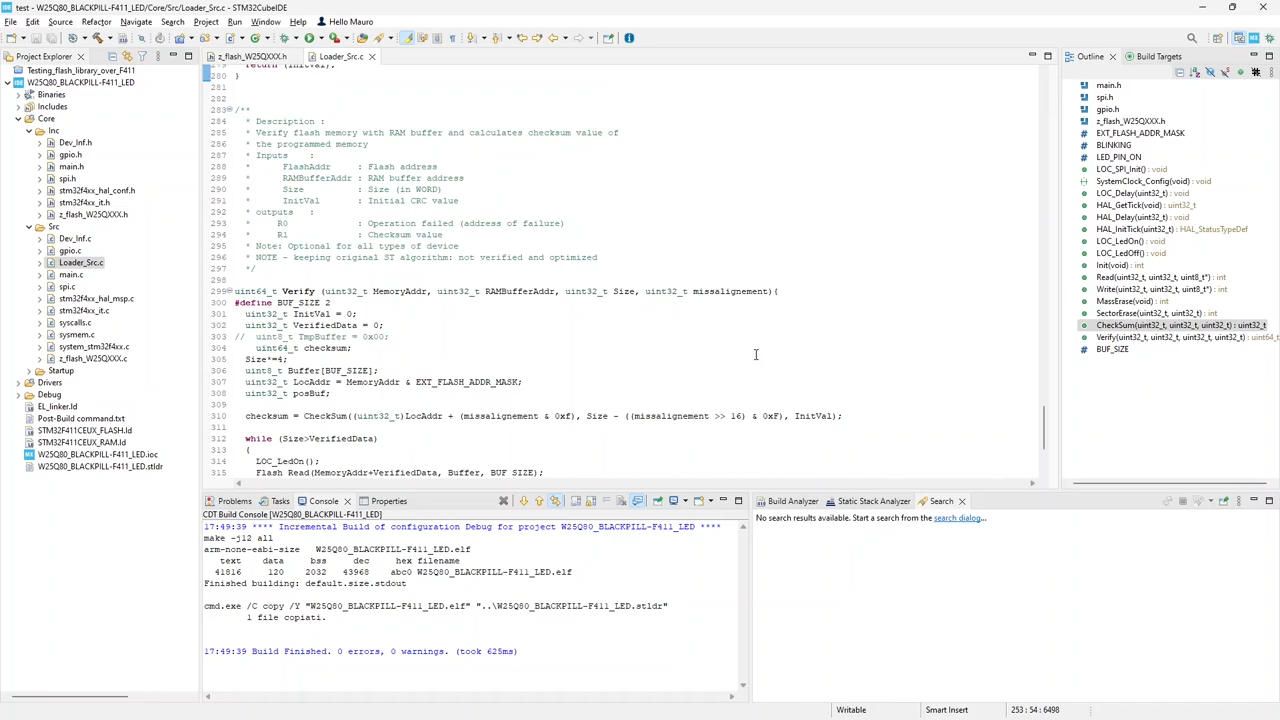 test - W25Q80_BLACKPILL-F411_LED/Core/Src/Loader_Src.c - STM32CubeIDE
File Edit Source Refactor Navigate Search Project Run Window Help Hello Mauro
Project Explorer
Testing_flash_library_over_F411
W25Q80_BLACKPILL-F411_LED
Binaries
Includes
Core
Inc
Dev_Inf.h
gpio.h
main.h
spi.h
stm32f4xx_hal_conf.h
stm32f4xx_it.h
z_flash_W25QXXX.h
Src
Dev_Inf.c
gpio.c
Loader_Src.c
main.c
spi.c
stm32f4xx_hal_msp.c
stm32f4xx_it.c
syscalls.c
sysmem.c
system_stm32f4xx.c
z_flash_W25QXXX.c
Startup
Drivers
Debug
EL_linker.ld
Post-Build command.txt
STM32F411CEUX_FLASH.ld
STM32F411CEUX_RAM.ld
W25Q80_BLACKPILL-F411_LED.ioc
W25Q80_BLACKPILL-F411_LED.stldr
z_flash_W25QXXX.h Loader_Src.c
279 return (InitVal);
280 }
281
282
283 /**
284 * Description :
285 * Verify flash memory with RAM buffer and calculates checksum value of
286 * the programmed memory
287 * Inputs :
288 * FlashAddr : Flash address
289 * RAMBufferAddr : RAM buffer address
290 * Size : Size (in WORD)
291 * InitVal : Initial CRC value
292 * outputs :
293 * R0 : Operation failed (address of failure)
294 * R1 : Checksum value
295 * Note: Optional for all types of device
296 * NOTE - keeping original ST algorithm: not verified and optimized
297 */
298
299 uint64_t Verify (uint32_t MemoryAddr, uint32_t RAMBufferAddr, uint32_t Size, uint32_t missalignement){
300 #define BUF_SIZE 2
301 uint32_t InitVal = 0;
302 uint32_t VerifiedData = 0;
303 // uint8_t TmpBuffer = 0x00;
304 uint64_t checksum;
305 Size*=4;
306 uint8_t Buffer[BUF_SIZE];
307 uint32_t LocAddr = MemoryAddr & EXT_FLASH_ADDR_MASK;
308 uint32_t posBuf;
309
310 checksum = CheckSum((uint32_t)LocAddr + (missalignement & 0xf), Size - ((missalignement >> 16) & 0xF), InitVal);
311
312 while (Size>VerifiedData)
313 {
314 LOC_LedOn();
315 Flash_Read(MemoryAddr+VerifiedData, Buffer, BUF_SIZE);
Outline Build Targets
main.h
spi.h
gpio.h
z_flash_W25QXXX.h
EXT_FLASH_ADDR_MASK
BLINKING
LED_PIN_ON
LOC_SPI_Init() : void
SystemClock_Config(void) : void
LOC_Delay(uint32_t) : void
HAL_GetTick(void) : uint32_t
HAL_Delay(uint32_t) : void
HAL_InitTick(uint32_t) : HAL_StatusTypeDef
LOC_LedOn() : void
LOC_LedOff() : void
Init(void) : int
Read(uint32_t, uint32_t, uint8_t*) : int
Write(uint32_t, uint32_t, uint8_t*) : int
MassErase(void) : int
SectorErase(uint32_t, uint32_t) : int
CheckSum(uint32_t, uint32_t, uint32_t) : uint32_t
Verify(uint32_t, uint32_t, uint32_t, uint32_t) : uint64_t
BUF_SIZE
Problems Tasks Console Properties
CDT Build Console [W25Q80_BLACKPILL-F411_LED]
17:49:39 **** Incremental Build of configuration Debug for project W25Q80_BLACKPILL-F411_LED ****
make -j12 all
arm-none-eabi-size W25Q80_BLACKPILL-F411_LED.elf
text data bss dec hex filename
41816 120 2032 43968 abc0 W25Q80_BLACKPILL-F411_LED.elf
Finished building: default.size.stdout
cmd.exe /C copy /Y "W25Q80_BLACKPILL-F411_LED.elf" "..\W25Q80_BLACKPILL-F411_LED.stldr"
1 file copiati.
17:49:39 Build Finished. 0 errors, 0 warnings. (took 625ms)
Build Analyzer Static Stack Analyzer Search
No search results available. Start a search from the search dialog...
Writable Smart Insert 253 : 54 : 6498